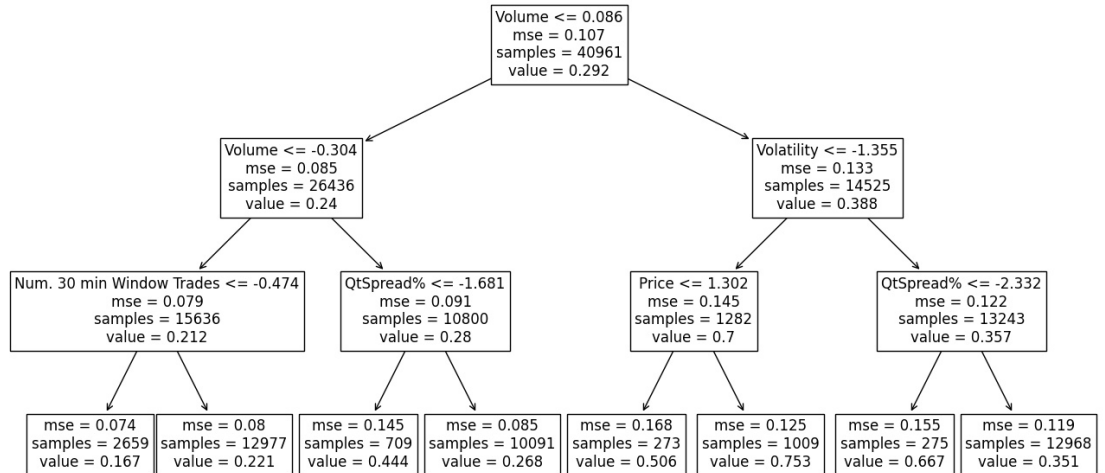 Volume <= 0.086
mse = 0.107
samples = 40961
value = 0.292
Volume <= -0.304
mse = 0.085
samples = 26436
value = 0.24
Volatility <= -1.355
mse = 0.133
samples = 14525
value = 0.388
Num. 30 min Window Trades <= -0.474
mse = 0.079
samples = 15636
value = 0.212
QtSpread% <= -1.681
mse = 0.091
samples = 10800
value = 0.28
Price <= 1.302
mse = 0.145
samples = 1282
value = 0.7
QtSpread% <= -2.332
mse = 0.122
samples = 13243
value = 0.357
mse = 0.074
samples = 2659
value = 0.167
mse = 0.08
samples = 12977
value = 0.221
mse = 0.145
samples = 709
value = 0.444
mse = 0.085
samples = 10091
value = 0.268
mse = 0.168
samples = 273
value = 0.506
mse = 0.125
samples = 1009
value = 0.753
mse = 0.155
samples = 275
value = 0.667
mse = 0.119
samples = 12968
value = 0.351